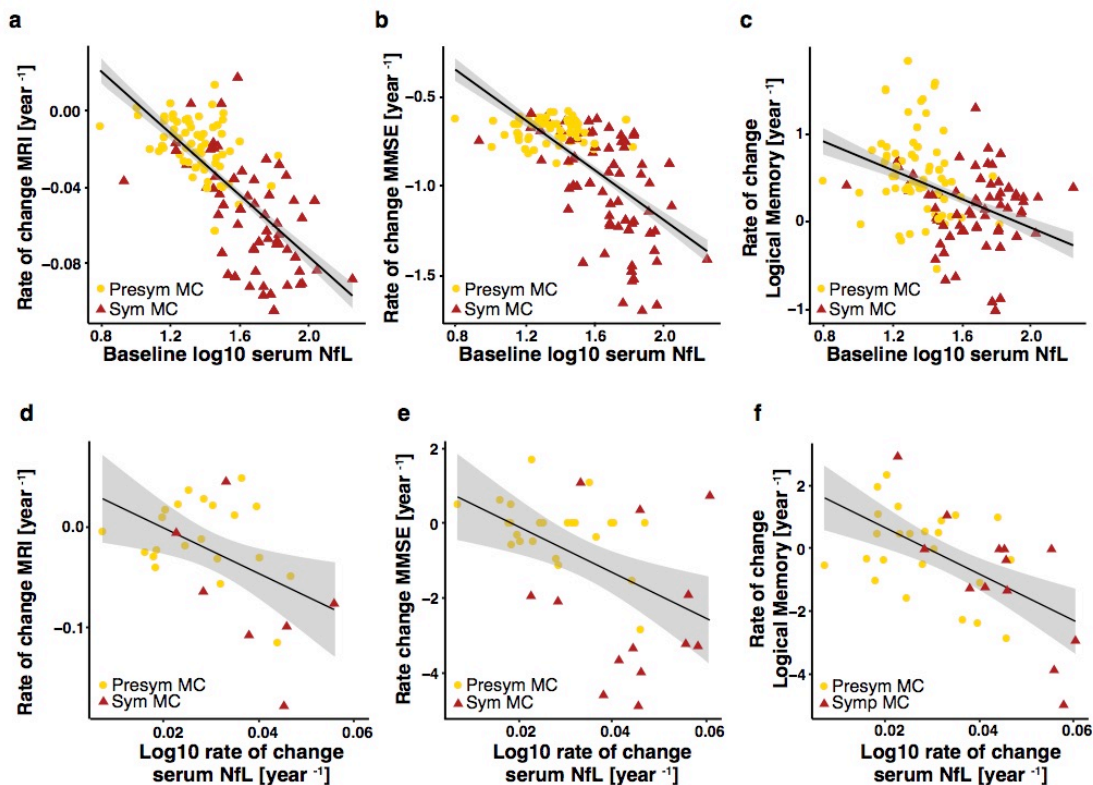 a
Rate of change MRI [year ⁻¹]
0.00
−0.04
−0.08
Presym MC
Sym MC
0.8 1.2 1.6 2.0
Baseline log10 serum NfL
b
Rate of change MMSE [year ⁻¹]
−0.5
−1.0
−1.5
Presym MC
Sym MC
0.8 1.2 1.6 2.0
Baseline log10 serum NfL
c
Rate of change
Logical Memory [year ⁻¹]
1
0
−1
Presym MC
Sym MC
0.8 1.2 1.6 2.0
Baseline log10 serum NfL
d
Rate of change MRI [year ⁻¹]
0.0
−0.1
Presym MC
Sym MC
0.02 0.04 0.06
Log10 rate of change
serum NfL [year ⁻¹]
e
Rate change MMSE [year ⁻¹]
2
0
−2
−4
Presym MC
Sym MC
0.02 0.04 0.06
Log10 rate of change
serum NfL [year ⁻¹]
f
Rate of change
Logical Memory [year ⁻¹]
2
0
−2
−4
Presym MC
Symp MC
0.02 0.04 0.06
Log10 rate of change
serum NfL [year ⁻¹]